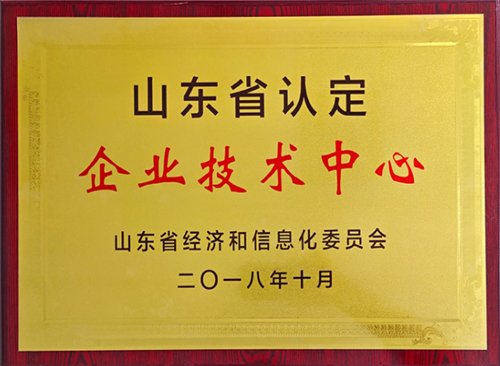 山东省认定
企业技术中心
山东省经济和信息化委员会
二〇一八年十月